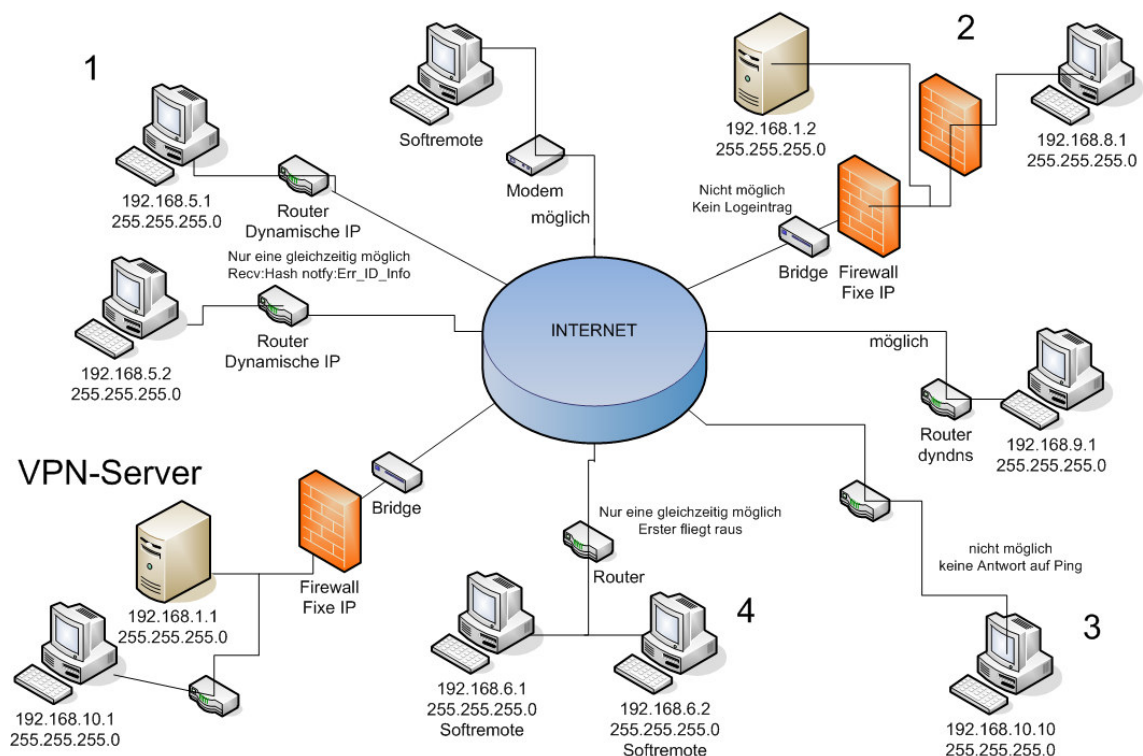 1
192.168.5.1
255.255.255.0
Router
Dynamische IP
Nur eine gleichzeitig möglich
Recv:Hash notfy:Err_ID_Info
192.168.5.2
255.255.255.0
Router
Dynamische IP
Softremote
Modem
möglich
2
192.168.1.2
255.255.255.0
192.168.8.1
255.255.255.0
Nicht möglich
Kein Logeintrag
Bridge
Firewall
Fixe IP
INTERNET
möglich
Router
dyndns
192.168.9.1
255.255.255.0
VPN-Server
192.168.1.1
255.255.255.0
Firewall
Fixe IP
Bridge
192.168.10.1
255.255.255.0
Nur eine gleichzeitig möglich
Erster fliegt raus
Router
4
192.168.6.1
255.255.255.0
Softremote
192.168.6.2
255.255.255.0
Softremote
nicht möglich
keine Antwort auf Ping
3
192.168.10.10
255.255.255.0